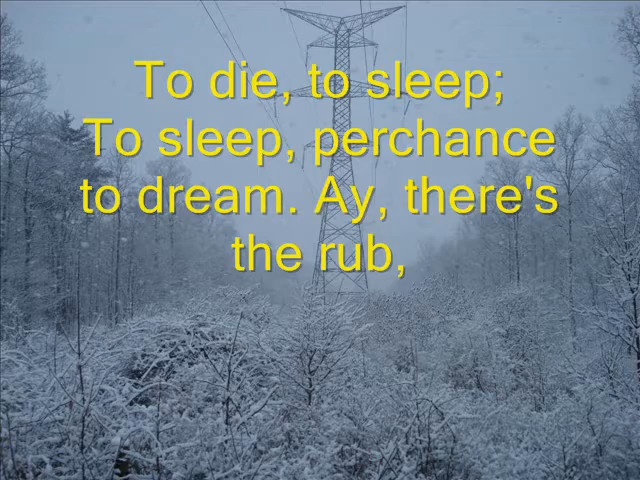 To die, to sleep;
To sleep, perchance
to dream. Ay, there's
the rub,